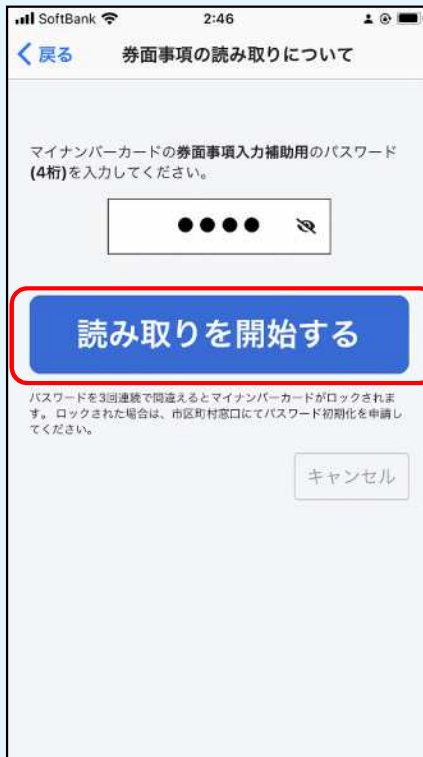 SoftBank 2:46
戻る 券面事項の読み取りについて
マイナンバーカードの券面事項入力補助用のパスワード
(4桁)を入力してください。
●●●●
読み取りを開始する
パスワードを3回連続で間違えるとマイナンバーカードがロックされま
す。 ロックされた場合は、市区町村窓口にてパスワード初期化を申請し
てください。
キャンセル